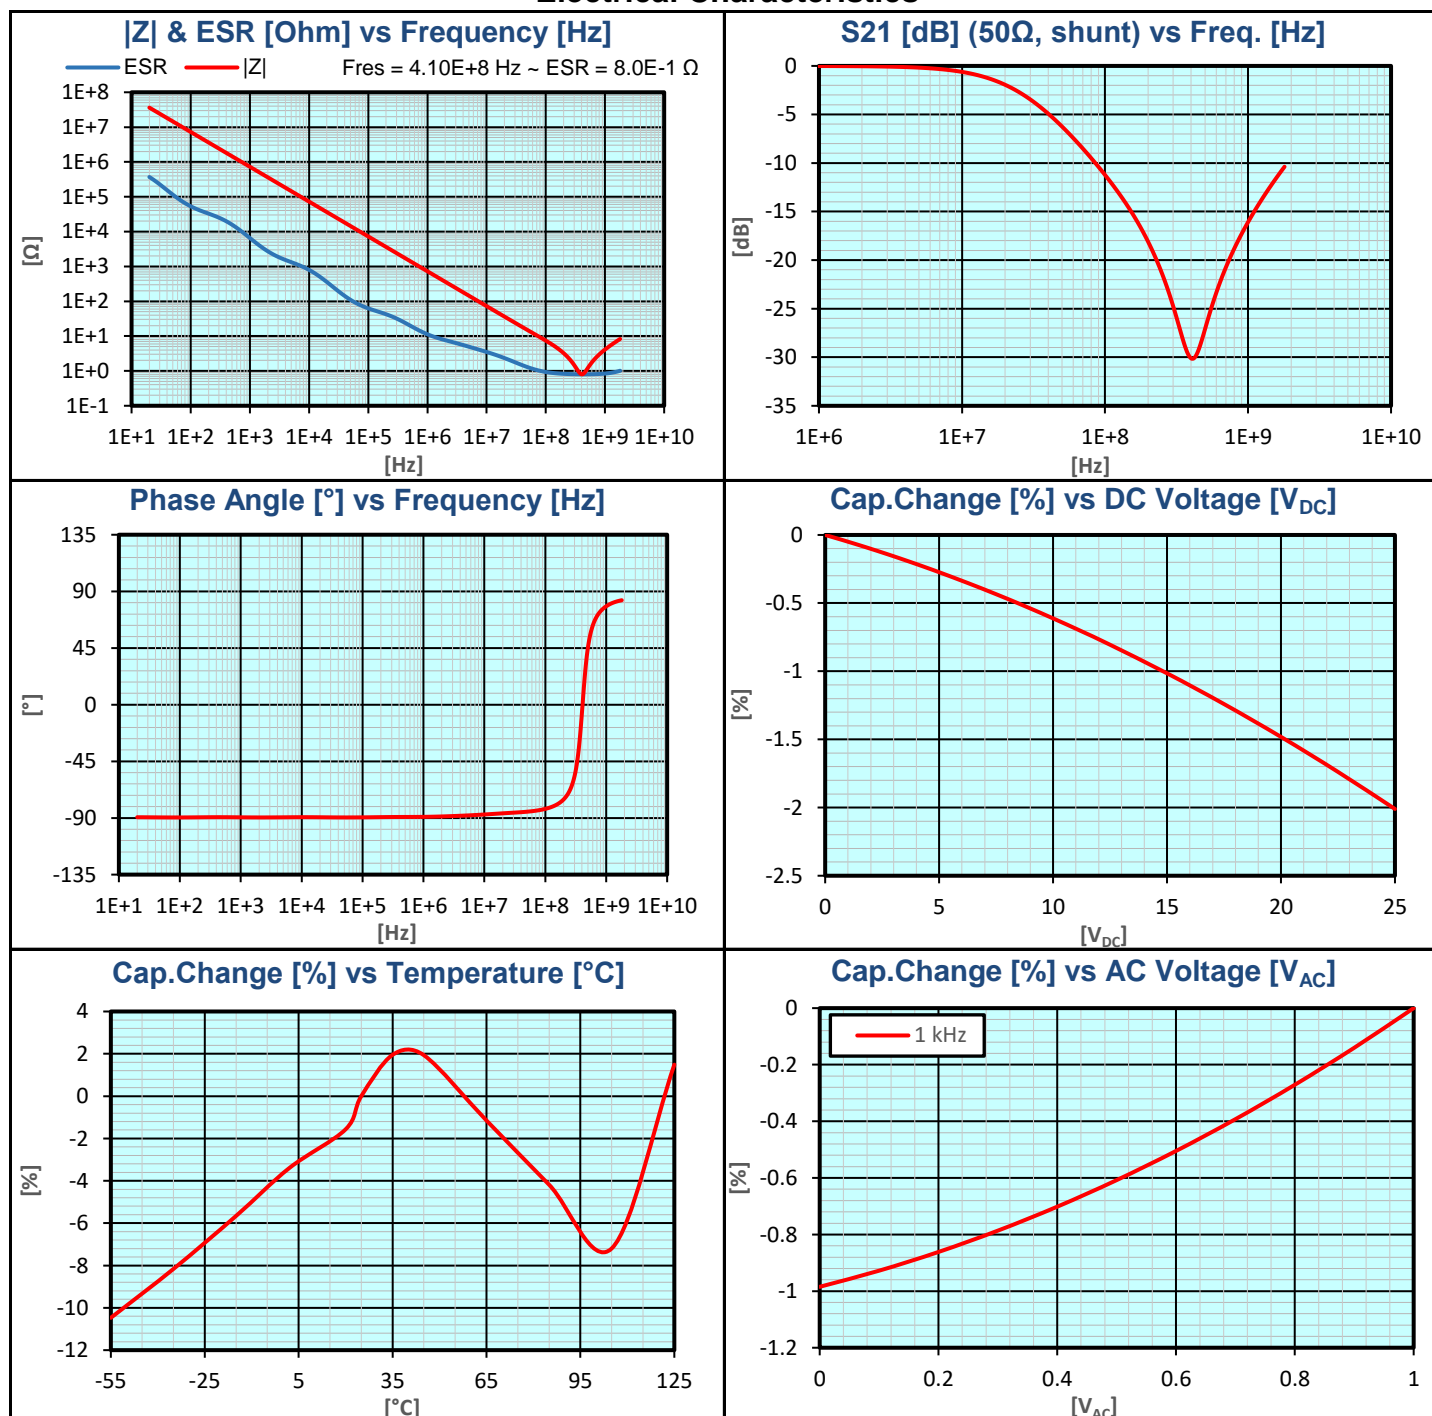 Electrical Characteristics
|Z| & ESR [Ohm] vs Frequency [Hz]
ESR |Z| Fres = 4.10E+8 Hz ~ ESR = 8.0E-1 Ω
1E+8
1E+7
1E+6
1E+5
1E+4
1E+3
1E+2
1E+1
1E+0
1E-1
[Ω]
1E+1 1E+2 1E+3 1E+4 1E+5 1E+6 1E+7 1E+8 1E+9 1E+10
[Hz]
S21 [dB] (50Ω, shunt) vs Freq. [Hz]
0
-5
-10
-15
-20
-25
-30
-35
[dB]
1E+6 1E+7 1E+8 1E+9 1E+10
[Hz]
Phase Angle [°] vs Frequency [Hz]
135
90
45
0
-45
-90
-135
[°]
1E+1 1E+2 1E+3 1E+4 1E+5 1E+6 1E+7 1E+8 1E+9 1E+10
[Hz]
Cap.Change [%] vs DC Voltage [VDC]
0
-0.5
-1
-1.5
-2
-2.5
[%]
0 5 10 15 20 25
[VDC]
Cap.Change [%] vs Temperature [°C]
4
2
0
-2
-4
-6
-8
-10
-12
[%]
-55 -25 5 35 65 95 125
[°C]
Cap.Change [%] vs AC Voltage [VAC]
1 kHz
0
-0.2
-0.4
-0.6
-0.8
-1
-1.2
[%]
0 0.2 0.4 0.6 0.8 1
[VAC]